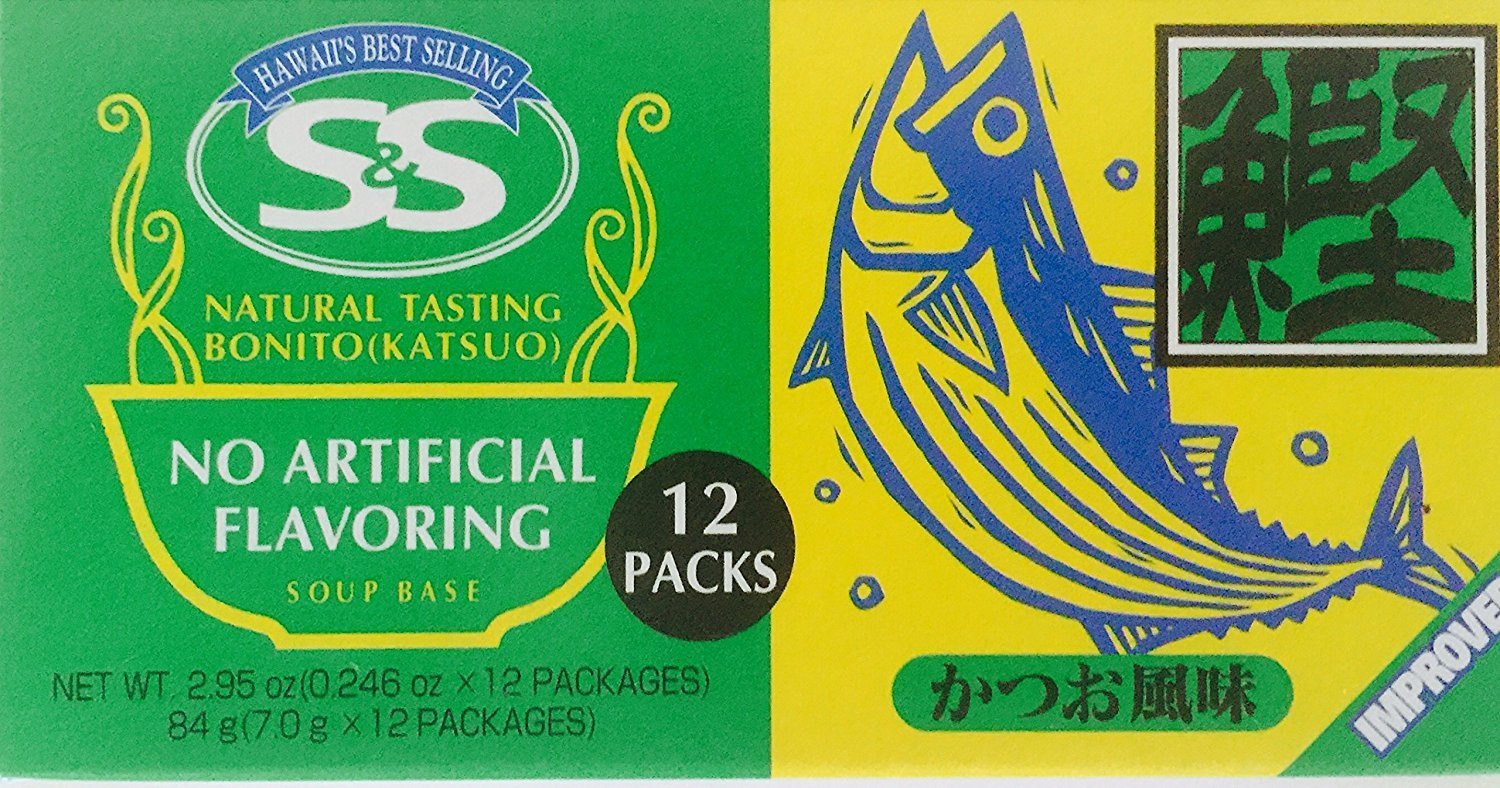 HAWAII'S BEST SELLING
S&S
NATURAL TASTING
BONITO(KATSUO)
NO ARTIFICIAL
FLAVORING
SOUP BASE
12
PACKS
NET WT. 2.95 oz(0.246 oz ×12 PACKAGES)
84 g(7.0 g ×12 PACKAGES)
鰹
かつお風味
IMPROVED